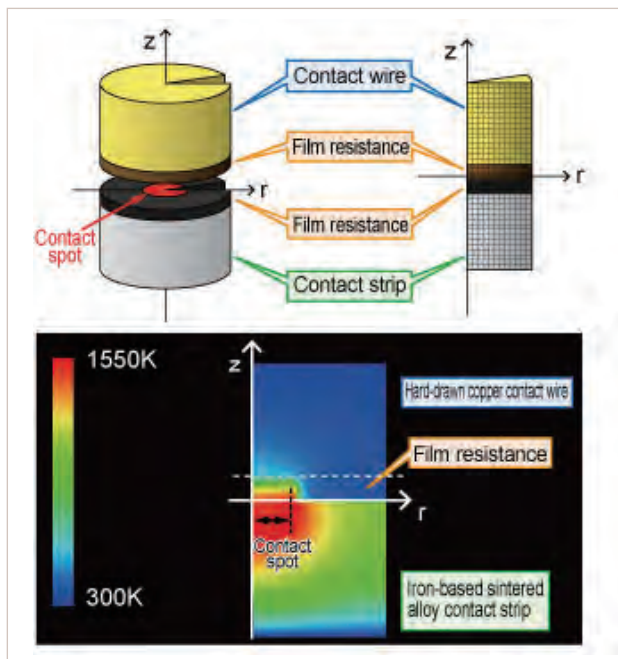 z
Contact wire
Film resistance
r
Film resistance
Contact
spot
Contact strip
z
r
1550K
300K
z
Hard-drawn copper contact wire
Film resistance
r
Contact
spot
Iron-based sintered
alloy contact strip